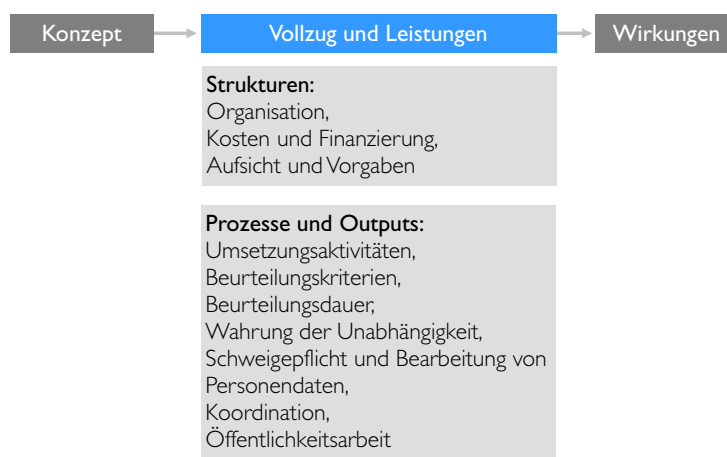 Konzept
Vollzug und Leistungen
Wirkungen
Strukturen:
Organisation,
Kosten und Finanzierung,
Aufsicht und Vorgaben
Prozesse und Outputs:
Umsetzungsaktivitäten,
Beurteilungskriterien,
Beurteilungsdauer,
Wahrung der Unabhängigkeit,
Schweigepflicht und Bearbeitung von
Personendaten,
Koordination,
Öffentlichkeitsarbeit